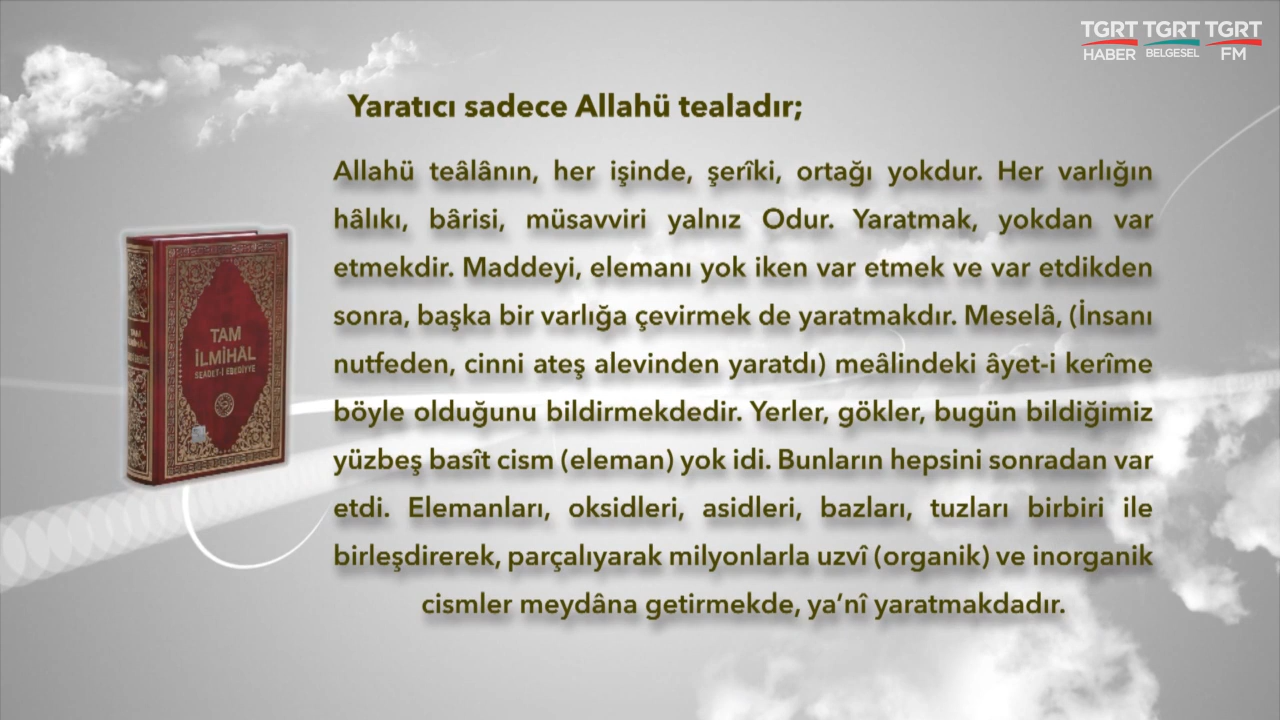 TGRT TGRT TGRT
HABER BELGESEL FM
Yaratıcı sadece Allahü tealadır;
Allahü teâlânın, her işinde, şerîki, ortağı yokdur. Her varlığın
hâlıkı, bârisi, müsavviri yalnız Odur. Yaratmak, yokdan var
etmekdir. Maddeyi, elemanı yok iken var etmek ve var etdikden
sonra, başka bir varlığa çevirmek de yaratmakdır. Meselâ, (İnsanı
nutfeden, cinni ateş alevinden yaratdı) meâlindeki âyet-i kerîme
böyle olduğunu bildirmekdedir. Yerler, gökler, bugün bildiğimiz
yüzbeş basît cism (eleman) yok idi. Bunların hepsini sonradan var
etdi. Elemanları, oksidleri, asidleri, bazları, tuzları birbiri ile
birleşdirerek, parçalıyarak milyonlarla uzvî (organik) ve inorganik
cismler meydâna getirmekde, ya’nî yaratmakdadır.
TAM
İLMİHÂL
SEÂDET-İ EBEDİYYE